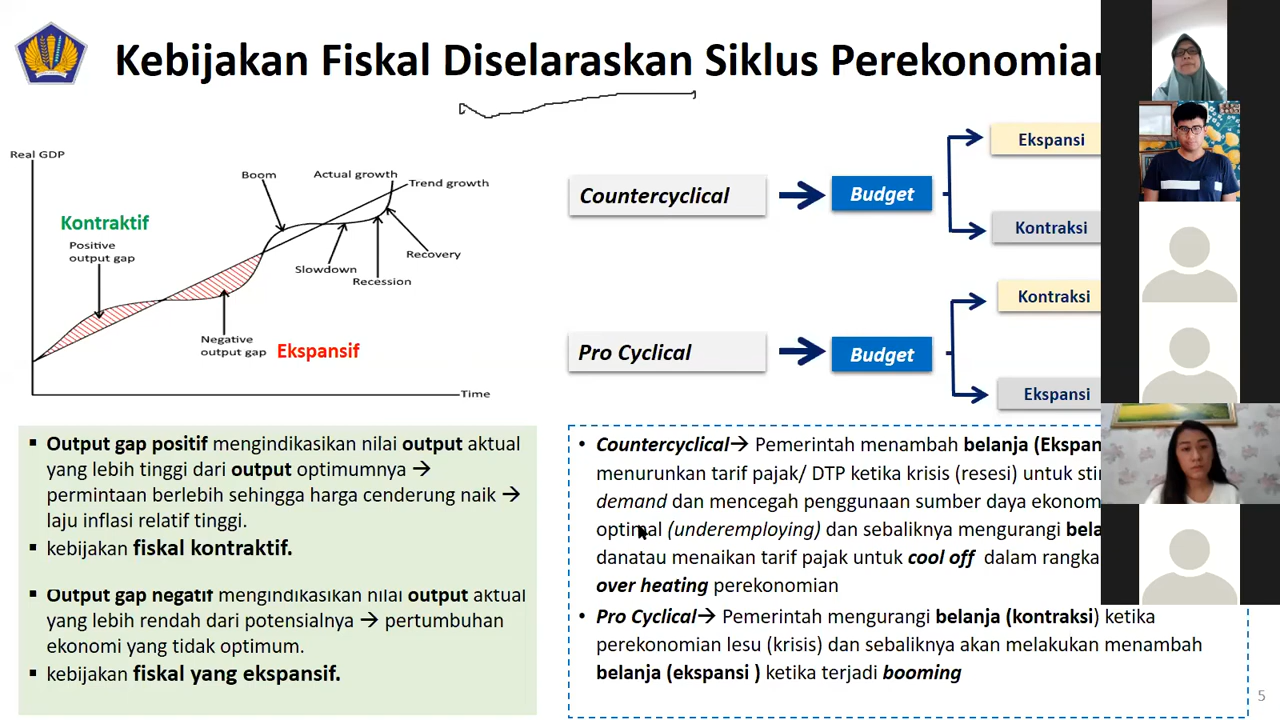 Kebijakan Fiskal Diselaraskan Siklus Perekonomian
Real GDP
Boom
Actual growth
Trend growth
Kontraktif
Positive
output gap
Slowdown
Recession
Recovery
Negative
output gap
Ekspansif
Time
Countercyclical
Budget
Ekspansi
Kontraksi
Pro Cyclical
Budget
Kontraksi
Ekspansi
▪ Output gap positif mengindikasikan nilai output aktual
yang lebih tinggi dari output optimumnya →
permintaan berlebih sehingga harga cenderung naik →
laju inflasi relatif tinggi.
▪ kebijakan fiskal kontraktif.
▪ Output gap negatif mengindikasikan nilai output aktual
yang lebih rendah dari potensialnya → pertumbuhan
ekonomi yang tidak optimum.
▪ kebijakan fiskal yang ekspansif.
• Countercyclical→ Pemerintah menambah belanja (Ekspan
menurunkan tarif pajak/ DTP ketika krisis (resesi) untuk sti
demand dan mencegah penggunaan sumber daya ekonom
optimal (underemploying) dan sebaliknya mengurangi bela
danatau menaikan tarif pajak untuk cool off dalam rangka
over heating perekonomian
• Pro Cyclical→ Pemerintah mengurangi belanja (kontraksi) ketika
perekonomian lesu (krisis) dan sebaliknya akan melakukan menambah
belanja (ekspansi ) ketika terjadi booming
5